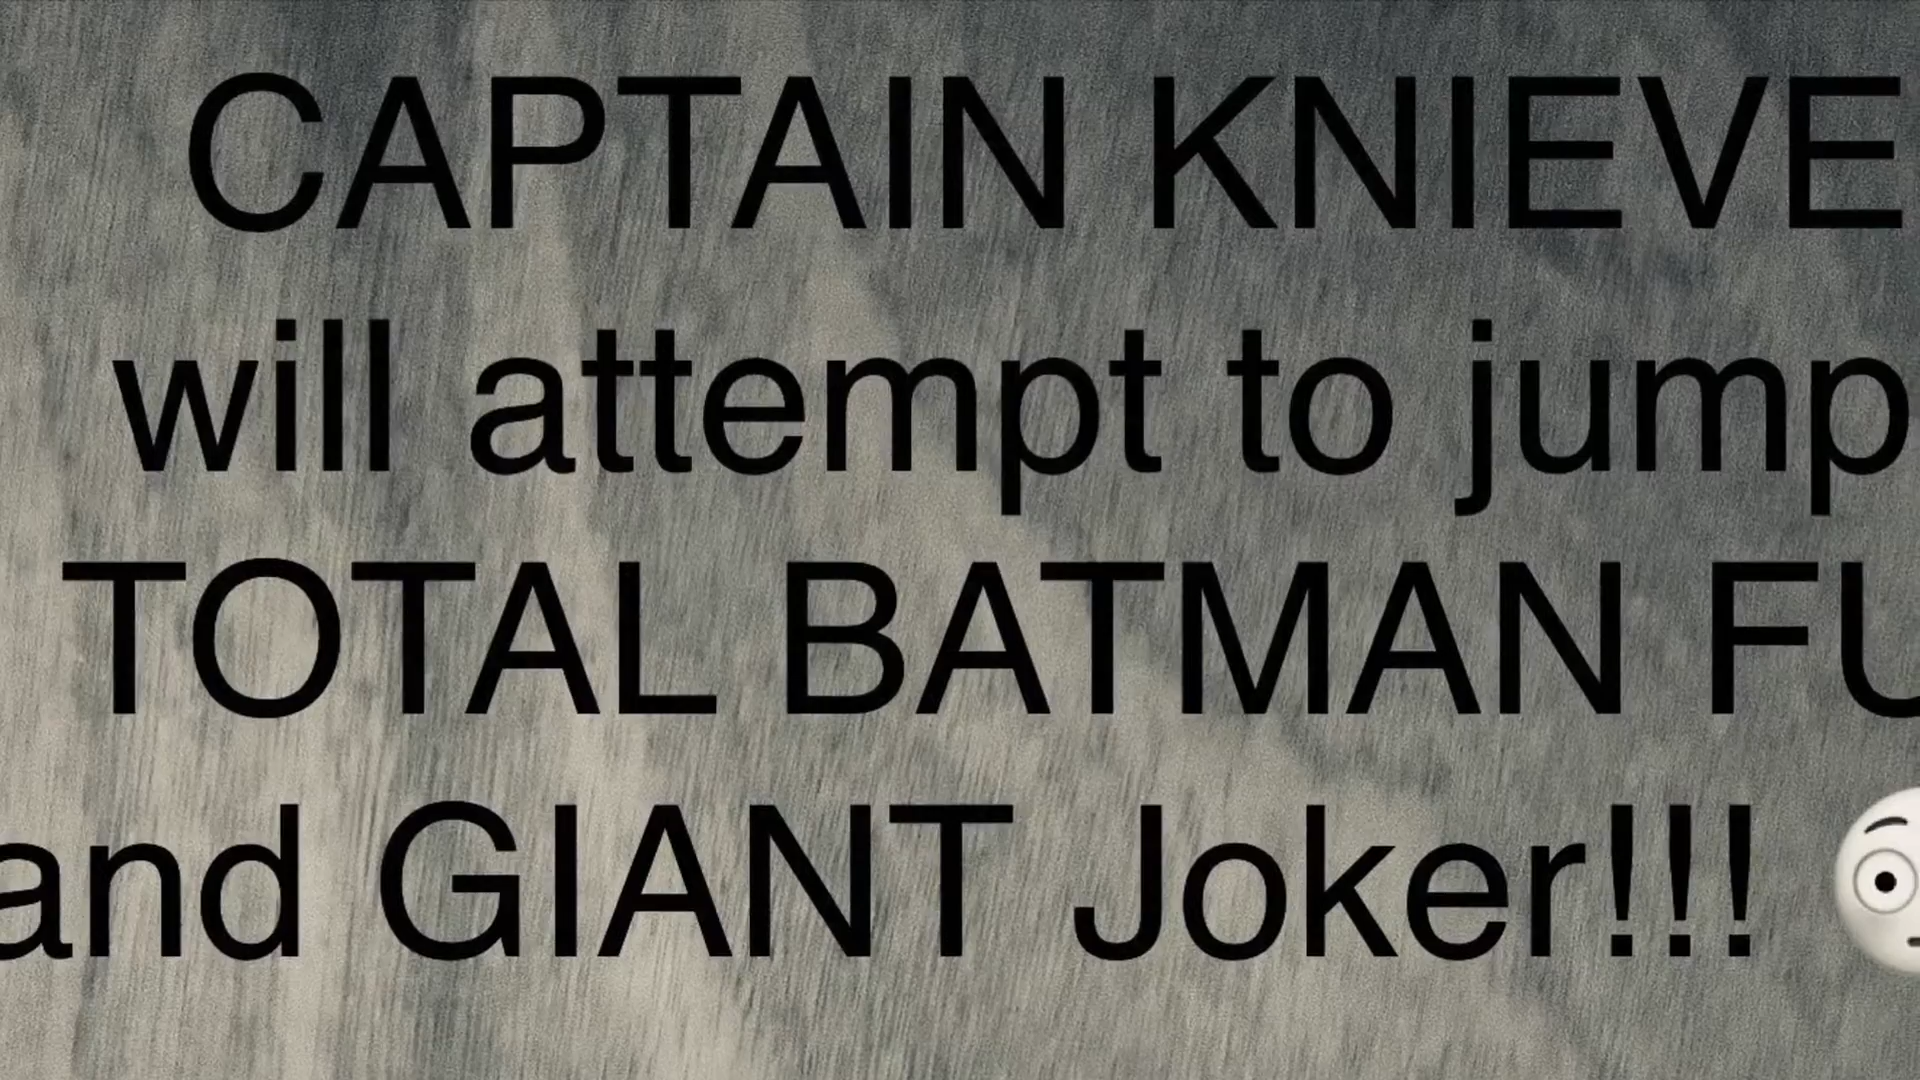 CAPTAIN KNIEVE
will attempt to jump
TOTAL BATMAN FU
and GIANT Joker!!!